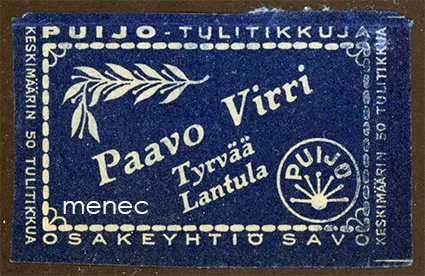 PUIJO-TULITIKKUJA
KESKIMÄÄRIN 50 TULITIKKUA
Paavo Virri
Tyrvää
Lantula
PUIJO
menec
OSAKEYHTIÖ SAVO
KESKIMÄÄRIN 50 TULITIKKUA